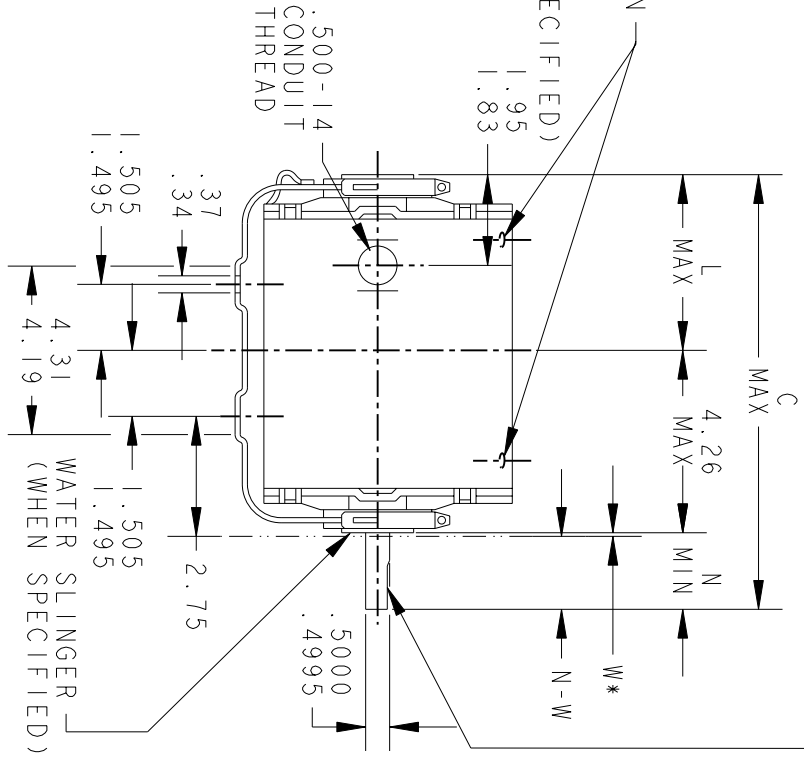 C
MAX
L
MAX
4.26
MAX
N
MIN
W*
N-W
N
ECIFIED)
1.95
1.83
.500-14
CONDUIT
THREAD
.5000
.4995
.37
.34
2.75
1.505
1.495
1.505
1.495
4.31
4.19
WATER SLINGER
(WHEN SPECIFIED)